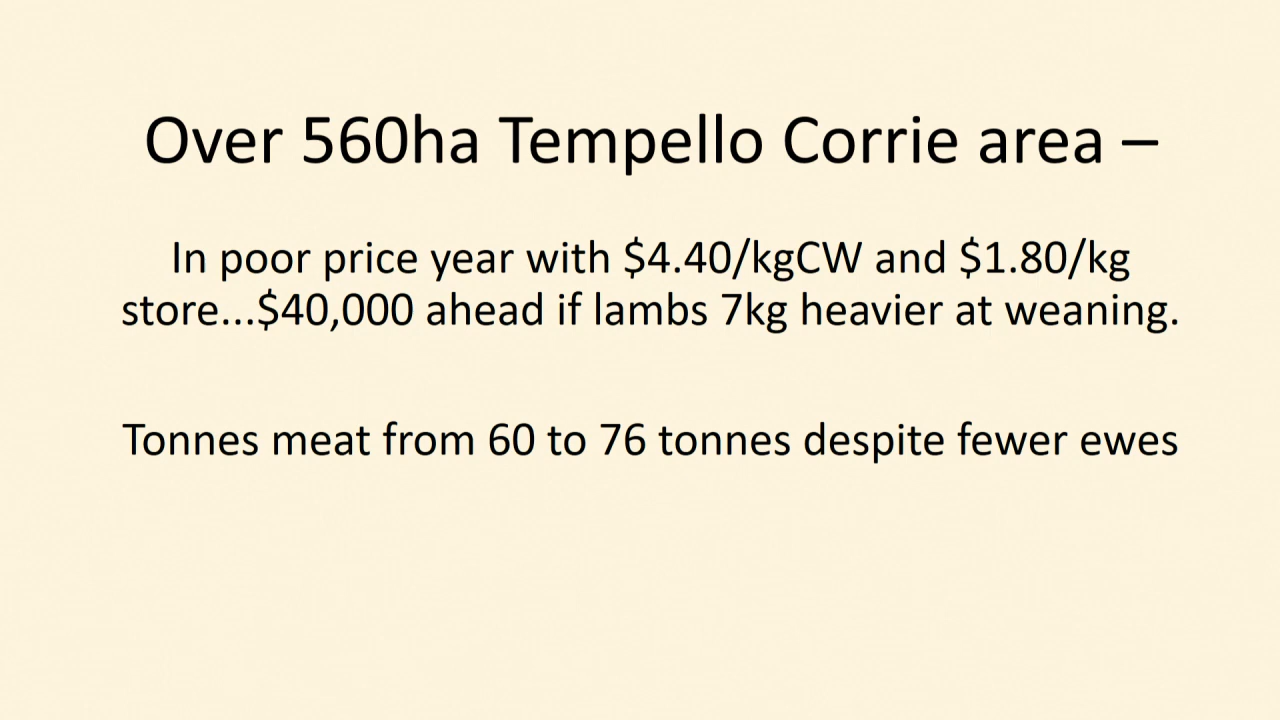 Over 560ha Tempello Corrie area –
In poor price year with $4.40/kgCW and $1.80/kg
store...$40,000 ahead if lambs 7kg heavier at weaning.
Tonnes meat from 60 to 76 tonnes despite fewer ewes